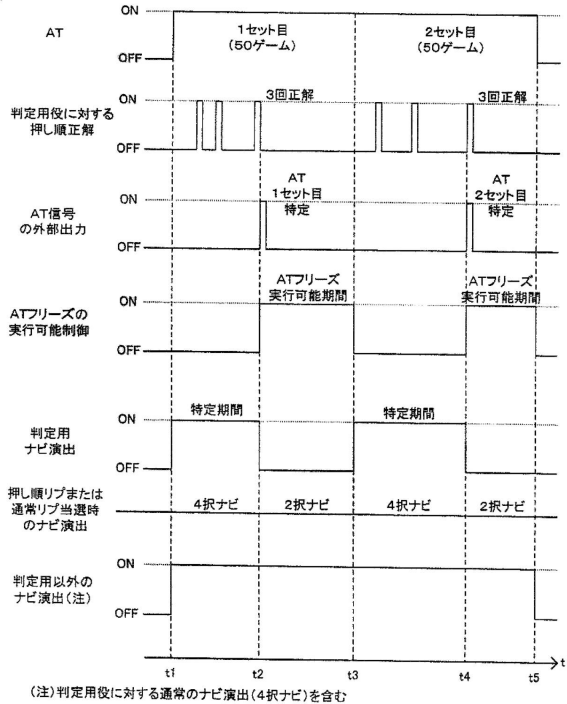 AT
ON
OFF
1セット目
(50ゲーム)
2セット目
(50ゲーム)
判定用役に対する
押し順正解
ON
OFF
3回正解
3回正解
AT信号
の外部出力
ON
OFF
AT
1セット目
特定
AT
2セット目
特定
ATフリーズの
実行可能制御
ON
OFF
ATフリーズ
実行可能期間
ATフリーズ
実行可能期間
判定用
ナビ演出
ON
OFF
特定期間
特定期間
押し順リプまたは
通常リプ当選時
のナビ演出
4択ナビ
2択ナビ
4択ナビ
2択ナビ
判定用以外の
ナビ演出(注)
ON
OFF
t1
t2
t3
t4
t5
t
(注)判定用役に対する通常のナビ演出(4択ナビ)を含む